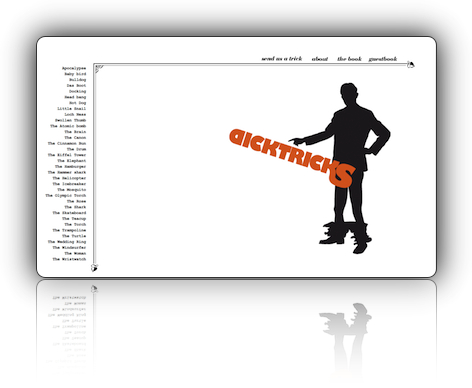 send us a trick about the book guestbook
Apocalypse
Baby bird
Bulldog
Das Boot
Docking
Head bang
Hot Dog
Little Snail
Loch Ness
Swollen Thumb
The Atomic bomb
The Brain
The Canon
The Cinnamon Bun
The Drum
The Eiffel Tower
The Elephant
The Hamburger
The Hammer shark
The Helicopter
The Icebreaker
The Mosquito
The Olympic Torch
The Rose
The Shark
The Skateboard
The Teacup
The Torch
The Trampoline
The Turtle
The Wedding Ring
The Windsurfer
The Woman
The Wristwatch
DICKTRICKS